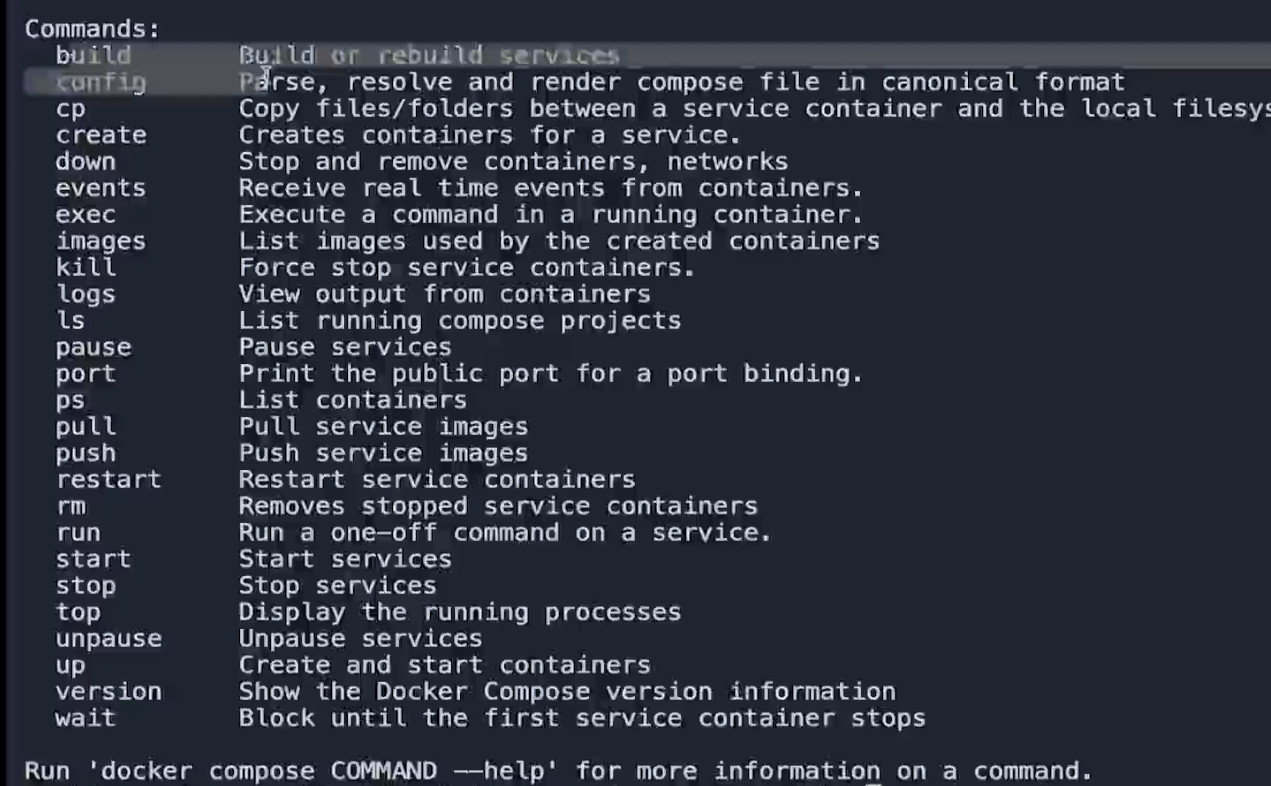 Commands:
  build       Build or rebuild services
  config      Parse, resolve and render compose file in canonical format
  cp          Copy files/folders between a service container and the local filesys
  create      Creates containers for a service.
  down        Stop and remove containers, networks
  events      Receive real time events from containers.
  exec        Execute a command in a running container.
  images      List images used by the created containers
  kill        Force stop service containers.
  logs        View output from containers
  ls          List running compose projects
  pause       Pause services
  port        Print the public port for a port binding.
  ps          List containers
  pull        Pull service images
  push        Push service images
  restart     Restart service containers
  rm          Removes stopped service containers
  run         Run a one-off command on a service.
  start       Start services
  stop        Stop services
  top         Display the running processes
  unpause     Unpause services
  up          Create and start containers
  version     Show the Docker Compose version information
  wait        Block until the first service container stops
Run 'docker compose COMMAND --help' for more information on a command.